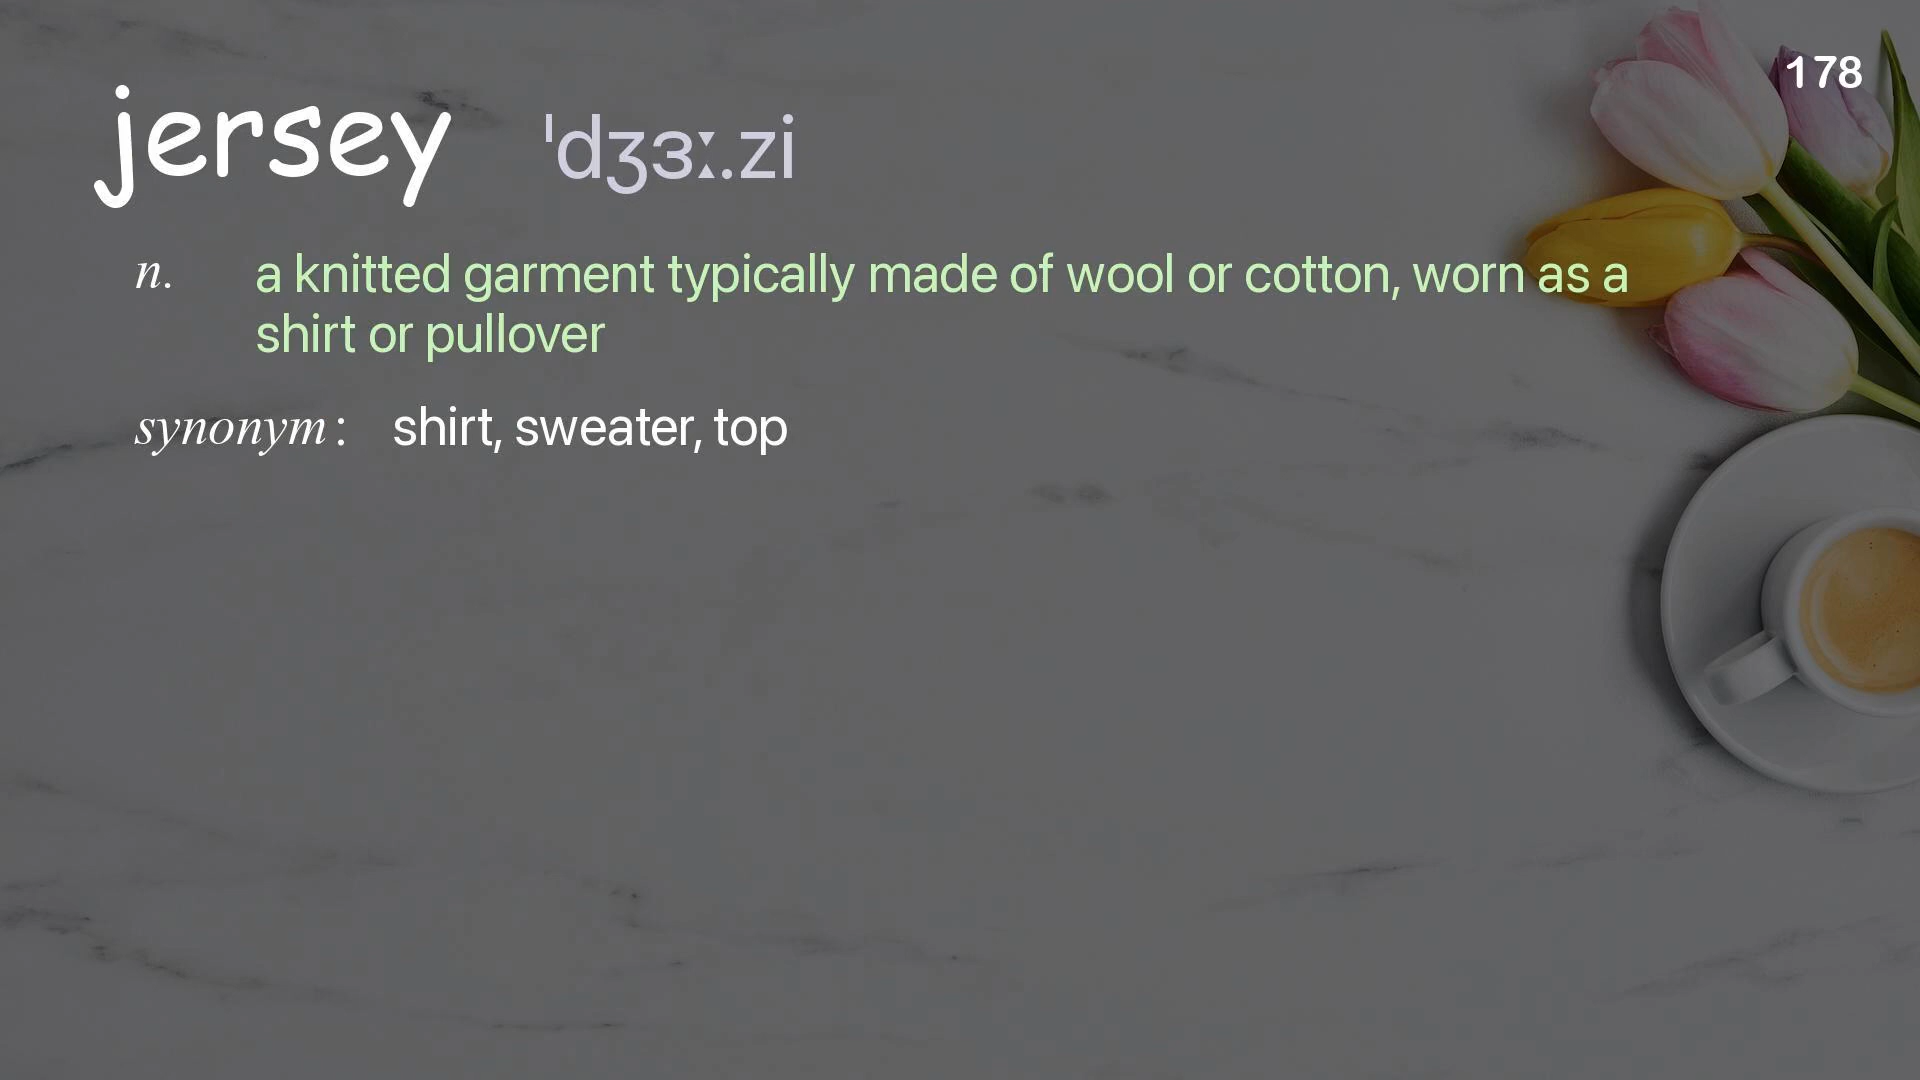 178
jersey ˈdʒɜː.zi
n. a knitted garment typically made of wool or cotton, worn as a
shirt or pullover
synonym: shirt, sweater, top